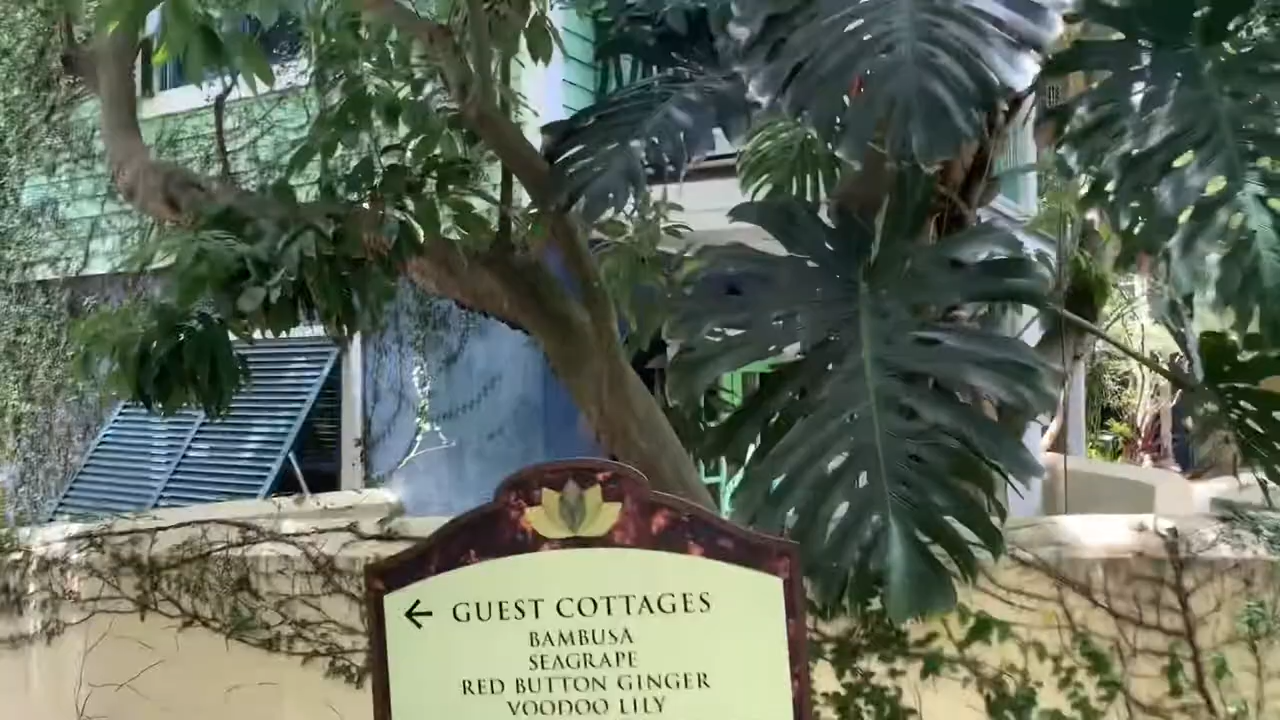 ← GUEST COTTAGES
BAMBUSA
SEAGRAPE
RED BUTTON GINGER
VOODOO LILY